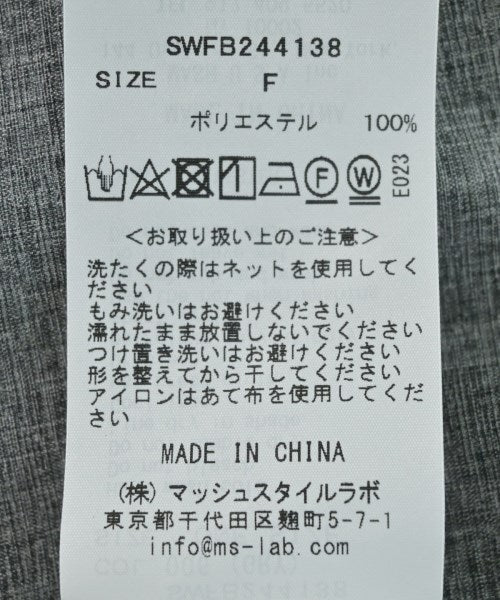 SWFB244138
SIZE F
ポリエステル 100%
F W E023
＜お取り扱い上のご注意＞
洗たくの際はネットを使用してく
ださい
もみ洗いはお避けください
濡れたまま放置しないでください
つけ置き洗いはお避けください
形を整えてから干してください
アイロンはあて布を使用してくだ
さい
MADE IN CHINA
(株) マッシュスタイルラボ
東京都千代田区麹町5-7-1
info@ms-lab.com